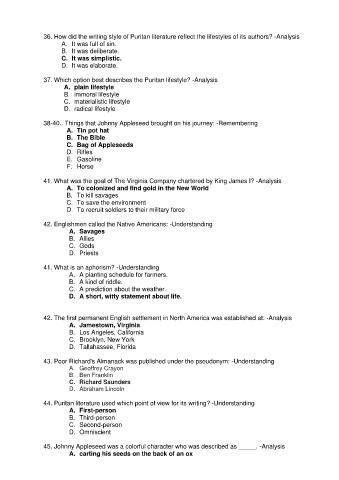 36. How did the writing style of Puritan literature reflect the lifestyles of its authors? -Analysis
A. It was full of sin.
B. It was deliberate.
C. It was simplistic.
D. It was elaborate.
37. Which option best describes the Puritan lifestyle? -Analysis
A. plain lifestyle
B. immoral lifestyle
C. materialistic lifestyle
D. radical lifestyle
38-40.. Things that Johnny Appleseed brought on his journey: -Remembering
A. Tin pot hat
B. The Bible
C. Bag of Appleseeds
D. Rifles
E. Gasoline
F. Horse
41. What was the goal of The Virginia Company chartered by King James I? -Analysis
A. To colonized and find gold in the New World
B. To kill savages
C. To save the environment
D. To recruit soldiers to their military force
42. Englishmen called the Native Americans: -Understanding
A. Savages
B. Allies
C. Gods
D. Priests
41. What is an aphorism? -Understanding
A. A planting schedule for farmers.
B. A kind of riddle.
C. A prediction about the weather.
D. A short, witty statement about life.
42. The first permanent English settlement in North America was established at: -Analysis
A. Jamestown, Virginia
B. Los Angeles, California
C. Brooklyn, New York
D. Tallahassee, Florida
43. Poor Richard's Almanack was published under the pseudonym: -Understanding
A. Geoffrey Crayon
B. Ben Franklin
C. Richard Saunders
D. Abraham Lincoln
44. Puritan literature used which point of view for its writing? -Understanding
A. First-person
B. Third-person
C. Second-person
D. Omniscient
45. Johnny Appleseed was a colorful character who was described as _____. -Analysis
A. carting his seeds on the back of an ox